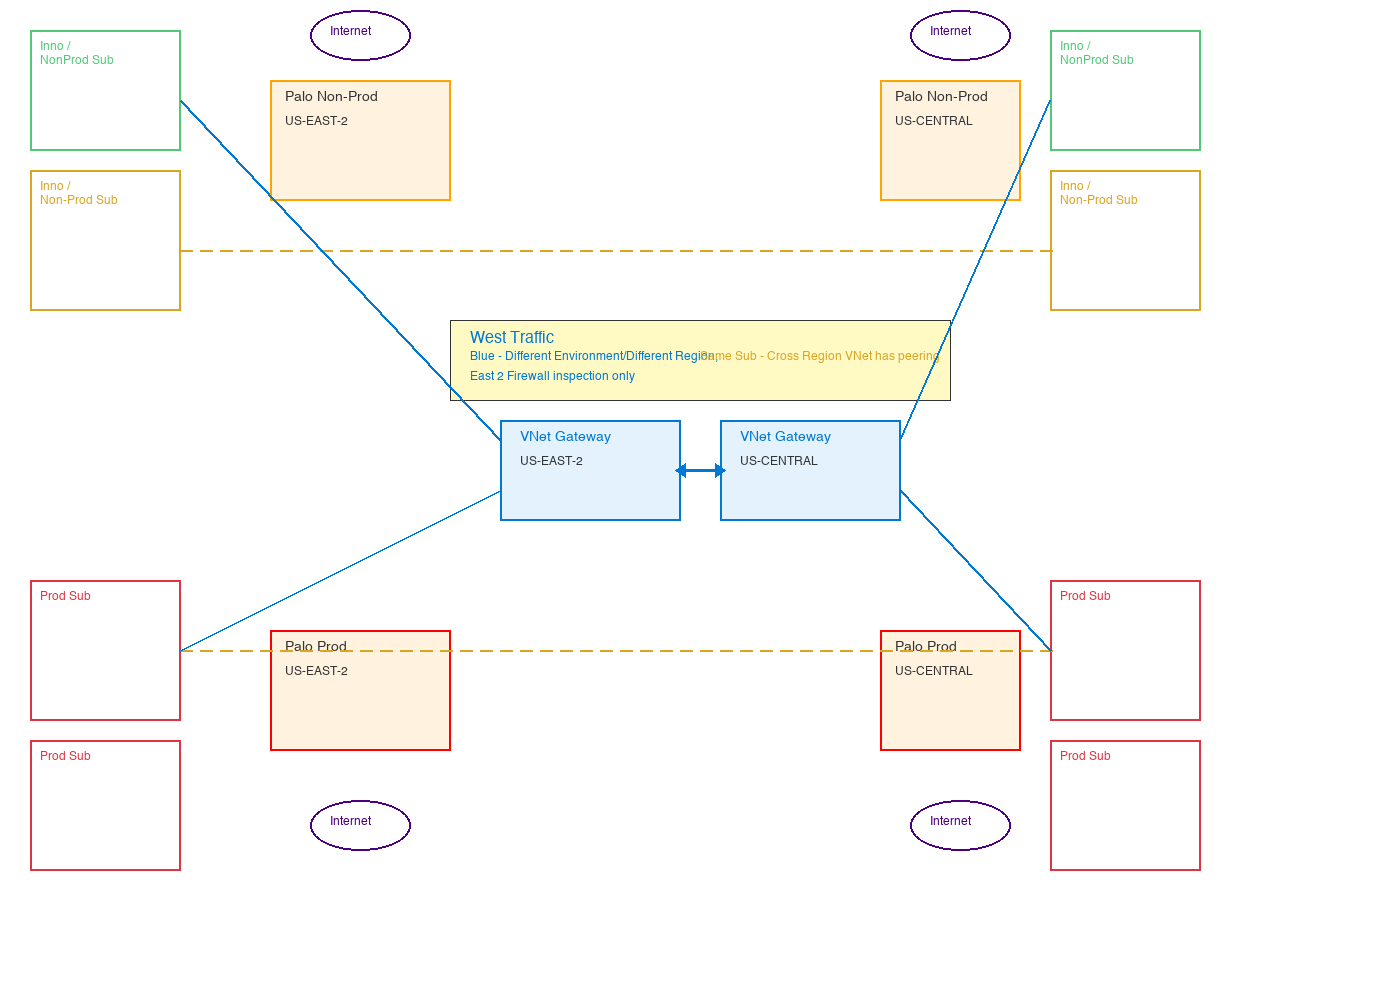 Internet
Internet
Inno /
NonProd Sub
Inno /
NonProd Sub
Palo Non-Prod
US-EAST-2
Palo Non-Prod
US-CENTRAL
Inno /
Non-Prod Sub
Inno /
Non-Prod Sub
West Traffic
Blue - Different Environment/Different Region,
Same Sub - Cross Region VNet has peering
East 2 Firewall inspection only
VNet Gateway
US-EAST-2
VNet Gateway
US-CENTRAL
Prod Sub
Prod Sub
Palo Prod
US-EAST-2
Palo Prod
US-CENTRAL
Prod Sub
Prod Sub
Internet
Internet